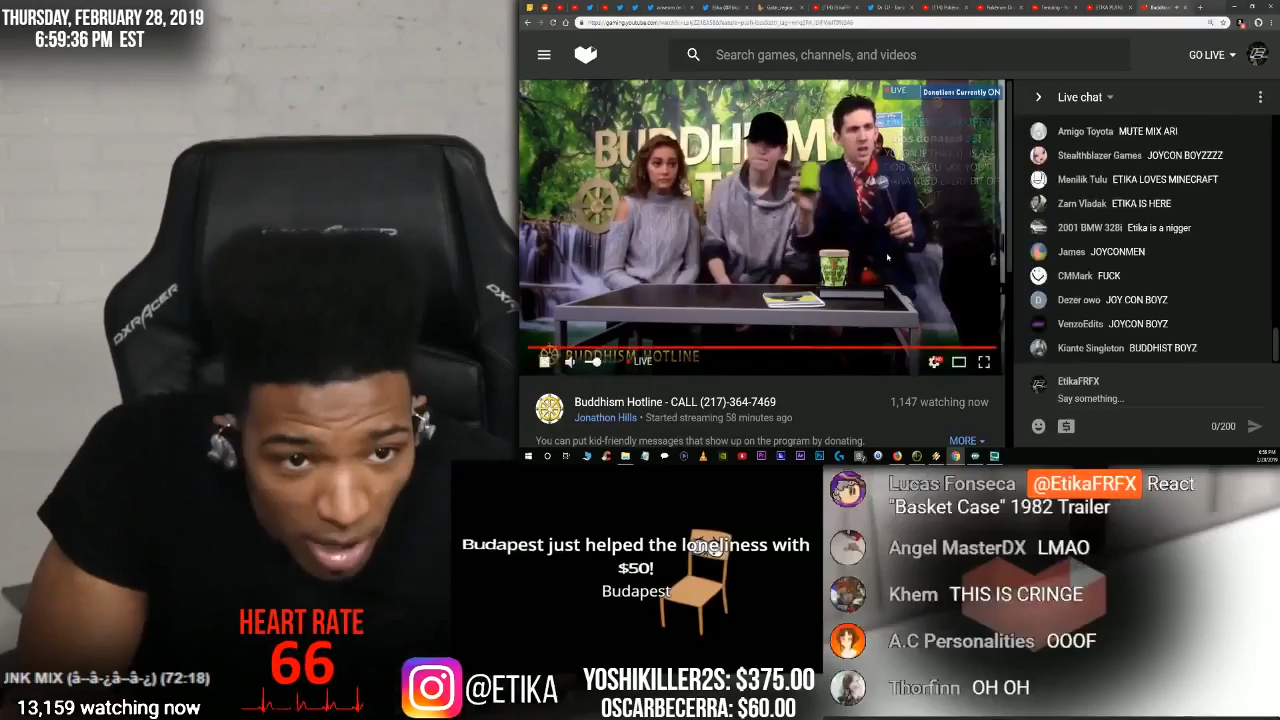 THURSDAY, FEBRUARY 28, 2019
6:59:56 PM EST
Search games, channels, and videos
GO LIVE
LIVE
Donations Currently ON
BUDDHISM
DXRACER
BUDDHISM HOTLINE
LIVE
Buddhism Hotline - CALL (217)-364-7469
1,147 watching now
Jonathon Hills • Started streaming 58 minutes ago
You can put kid-friendly messages that show up on the program by donating.
MORE
Live chat
Amigo Toyota MUTE MIX ARI
Stealthblazer Games JOYCON BOYZZZZ
Menilik Tulu ETIKA LOVES MINECRAFT
Zarn Vladak ETIKA IS HERE
2001 BMW 328i Etika is a nigger
James JOYCONMEN
CMMark FUCK
Dezer owo JOY CON BOYZ
VenzoEdits JOYCON BOYZ
Kiante Singleton BUDDHIST BOYZ
EtikaFRFX
Say something...
0/200
Lucas Fonseca @EtikaFRFX React
"Basket Case" 1982 Trailer
Angel MasterDX LMAO
Khem THIS IS CRINGE
A.C Personalities OOOF
Thorfinn OH OH
Budapest just helped the loneliness with
$50!
Budapest
HEART RATE
66
JNK MIX (â–â–¿â–â–¿) (72:18)
13,159 watching now
@ETIKA
YOSHIKILLER2S: $375.00
OSCARBECERRA: $60.00